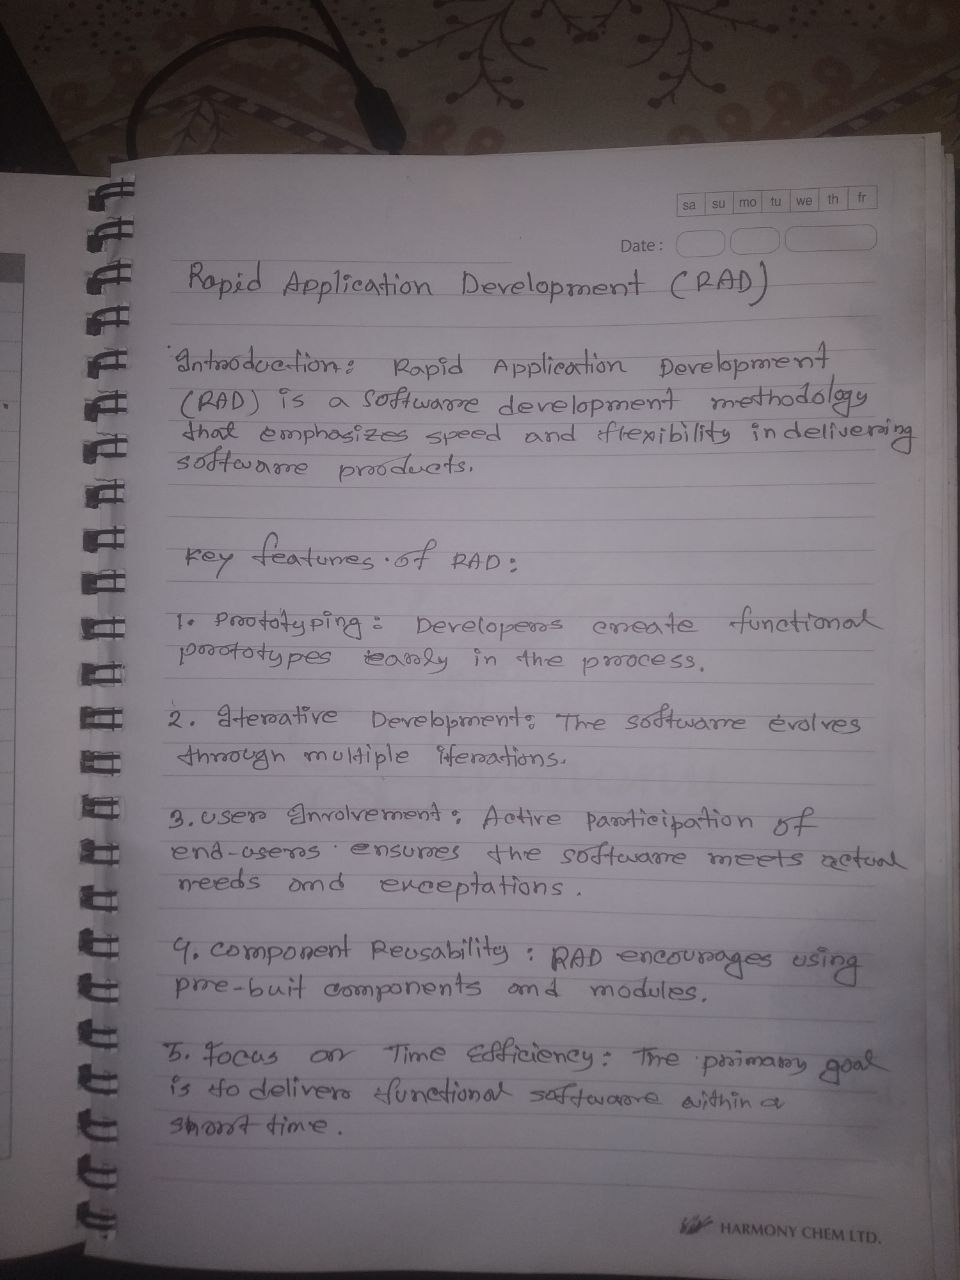 sa su mo tu we th fr
Date:
Rapid Application Development (RAD)
Introduction: Rapid Application Development
(RAD) is a software development methodology
that emphasizes speed and flexibility in delivering
software products.
Key features of RAD:
1. Prototyping: Developers create functional
prototypes early in the process.
2. Iterative Development: The software evolves
through multiple iterations.
3. User Involvement: Active participation of
end-users ensures the software meets actual
needs and exceptations.
4. Component Reusability: RAD encourages using
pre-buit components and modules.
5. Focus on Time Efficiency: The primary goal
is to deliver functional software within a
short time.
HARMONY CHEM LTD.